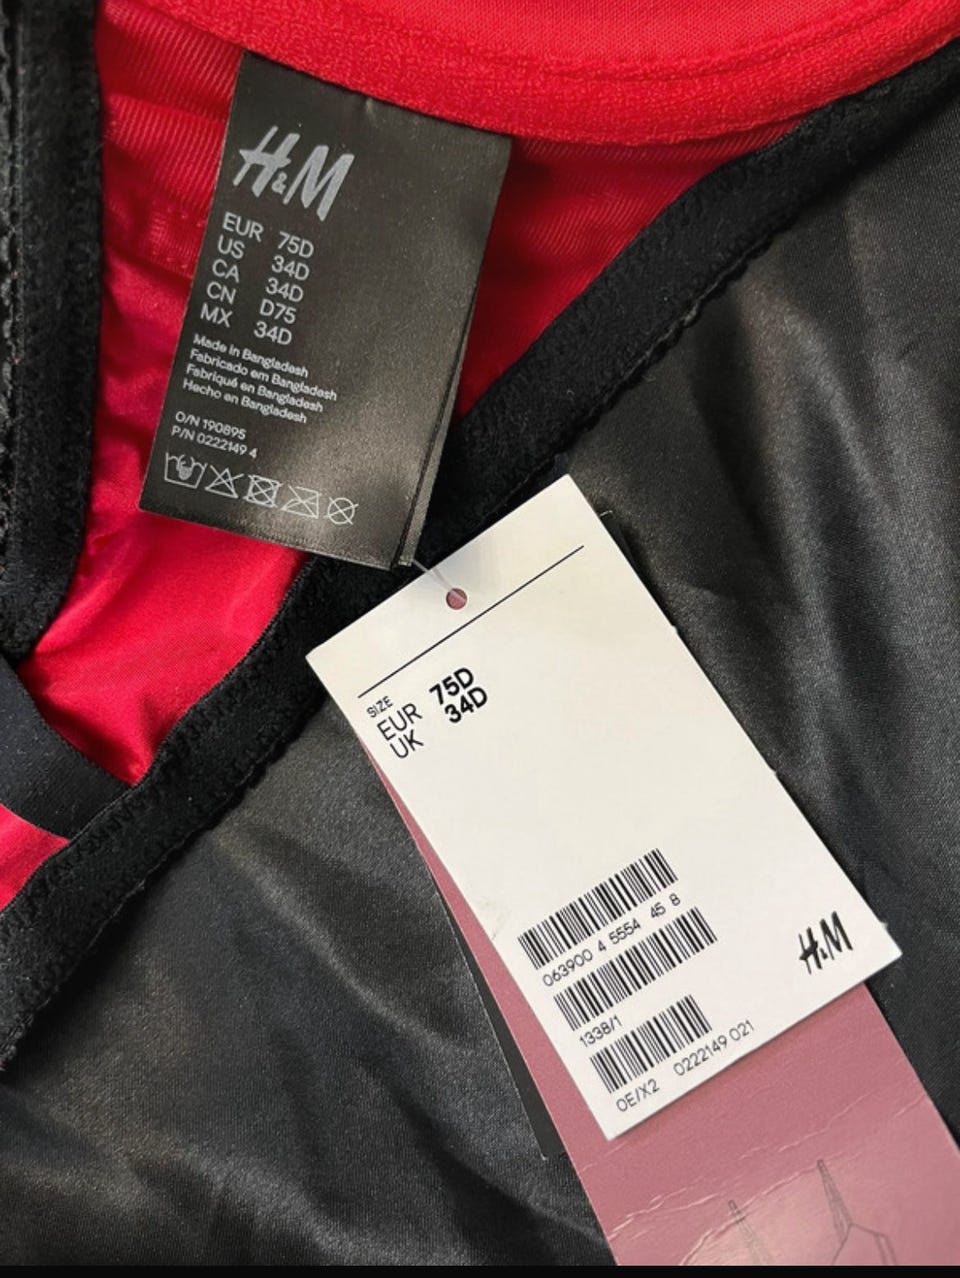 H&M
EUR 75D
US 34D
CA 34D
CN D75
MX 34D
Made in Bangladesh
Fabricado em Bangladesh
Fabriqué en Bangladesh
Hecho en Bangladesh
O/N 190895
P/N 0222149 4
SIZE
EUR 75D
UK 34D
063900 4 5554 45 8
1338/1
OE/X2 0222149 021
H&M